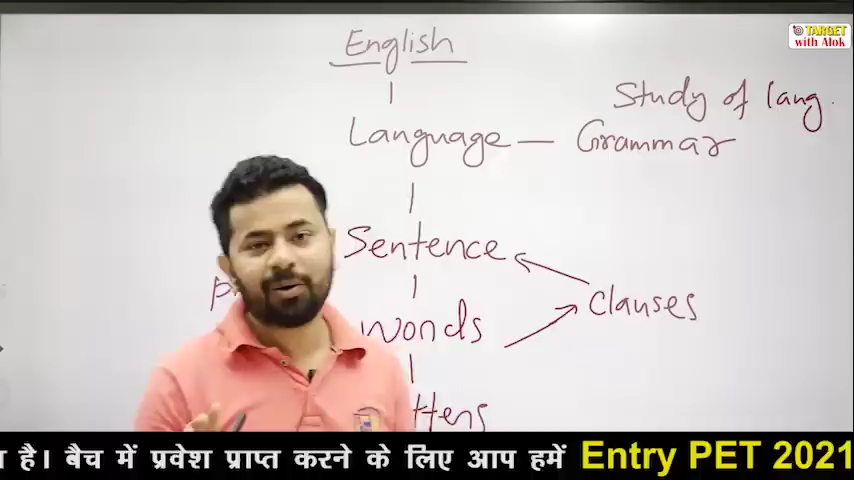 TARGET
with Alok
English
Study of lang.
Language — Grammar
Sentence
Clauses
words
है। बैच में प्रवेश प्राप्त करने के लिए आप हमें Entry PET 2021